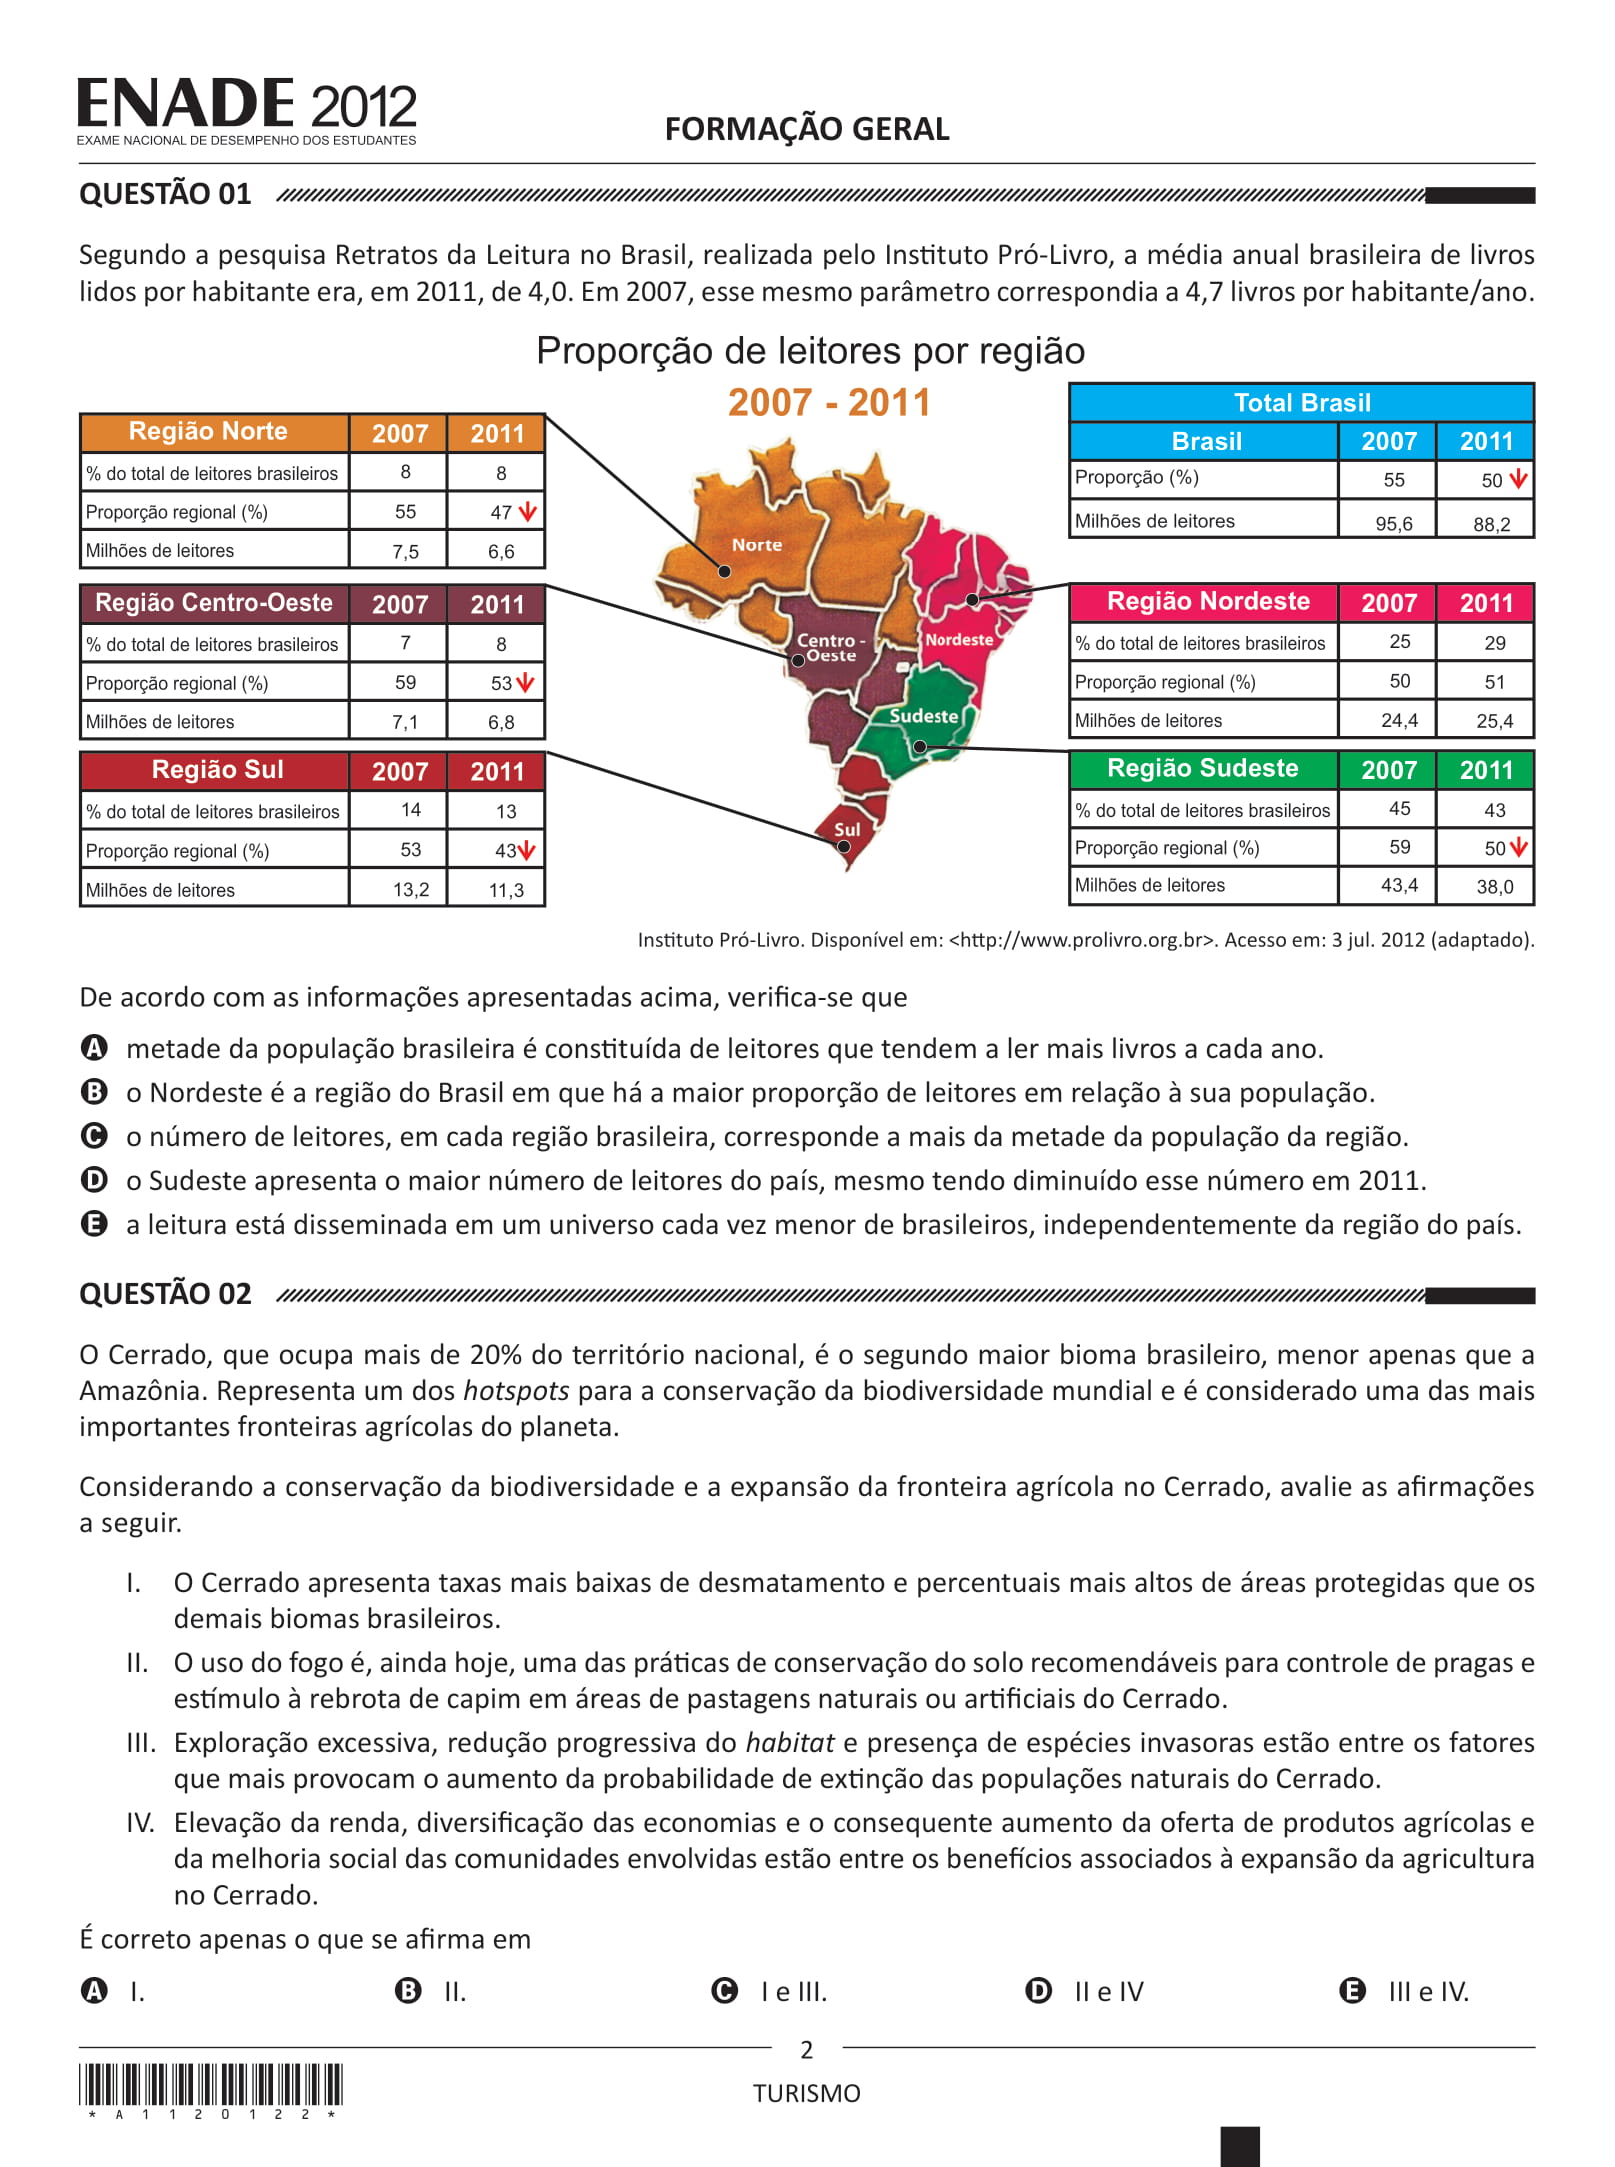 ENADE 2012
EXAME NACIONAL DE DESEMPENHO DOS ESTUDANTES
FORMAÇÃO GERAL
QUESTÃO 01
Segundo a pesquisa Retratos da Leitura no Brasil, realizada pelo Instituto Pró-Livro, a média anual brasileira de livros
lidos por habitante era, em 2011, de 4,0. Em 2007, esse mesmo parâmetro correspondia a 4,7 livros por habitante/ano.
Proporção de leitores por região
2007 - 2011
Região Norte 2007 2011
% do total de leitores brasileiros 8 8
Proporção regional (%) 55 47
Milhões de leitores 7,5 6,6
Região Centro-Oeste 2007 2011
% do total de leitores brasileiros 7 8
Proporção regional (%) 59 53
Milhões de leitores 7,1 6,8
Região Sul 2007 2011
% do total de leitores brasileiros 14 13
Proporção regional (%) 53 43
Milhões de leitores 13,2 11,3
Norte
Centro -
Oeste
Nordeste
Sudeste
Sul
Total Brasil
Brasil 2007 2011
Proporção (%) 55 50
Milhões de leitores 95,6 88,2
Região Nordeste 2007 2011
% do total de leitores brasileiros 25 29
Proporção regional (%) 50 51
Milhões de leitores 24,4 25,4
Região Sudeste 2007 2011
% do total de leitores brasileiros 45 43
Proporção regional (%) 59 50
Milhões de leitores 43,4 38,0
Instituto Pró-Livro. Disponível em: <http://www.prolivro.org.br>. Acesso em: 3 jul. 2012 (adaptado).
De acordo com as informações apresentadas acima, verifica-se que
A metade da população brasileira é constituída de leitores que tendem a ler mais livros a cada ano.
B o Nordeste é a região do Brasil em que há a maior proporção de leitores em relação à sua população.
C o número de leitores, em cada região brasileira, corresponde a mais da metade da população da região.
D o Sudeste apresenta o maior número de leitores do país, mesmo tendo diminuído esse número em 2011.
E a leitura está disseminada em um universo cada vez menor de brasileiros, independentemente da região do país.
QUESTÃO 02
O Cerrado, que ocupa mais de 20% do território nacional, é o segundo maior bioma brasileiro, menor apenas que a
Amazônia. Representa um dos hotspots para a conservação da biodiversidade mundial e é considerado uma das mais
importantes fronteiras agrícolas do planeta.
Considerando a conservação da biodiversidade e a expansão da fronteira agrícola no Cerrado, avalie as afirmações
a seguir.
I. O Cerrado apresenta taxas mais baixas de desmatamento e percentuais mais altos de áreas protegidas que os
demais biomas brasileiros.
II. O uso do fogo é, ainda hoje, uma das práticas de conservação do solo recomendáveis para controle de pragas e
estímulo à rebrota de capim em áreas de pastagens naturais ou artificiais do Cerrado.
III. Exploração excessiva, redução progressiva do habitat e presença de espécies invasoras estão entre os fatores
que mais provocam o aumento da probabilidade de extinção das populações naturais do Cerrado.
IV. Elevação da renda, diversificação das economias e o consequente aumento da oferta de produtos agrícolas e
da melhoria social das comunidades envolvidas estão entre os benefícios associados à expansão da agricultura
no Cerrado.
É correto apenas o que se afirma em
A I. B II. C I e III. D II e IV E III e IV.
2
TURISMO
* A 1 1 2 0 1 2 2 *